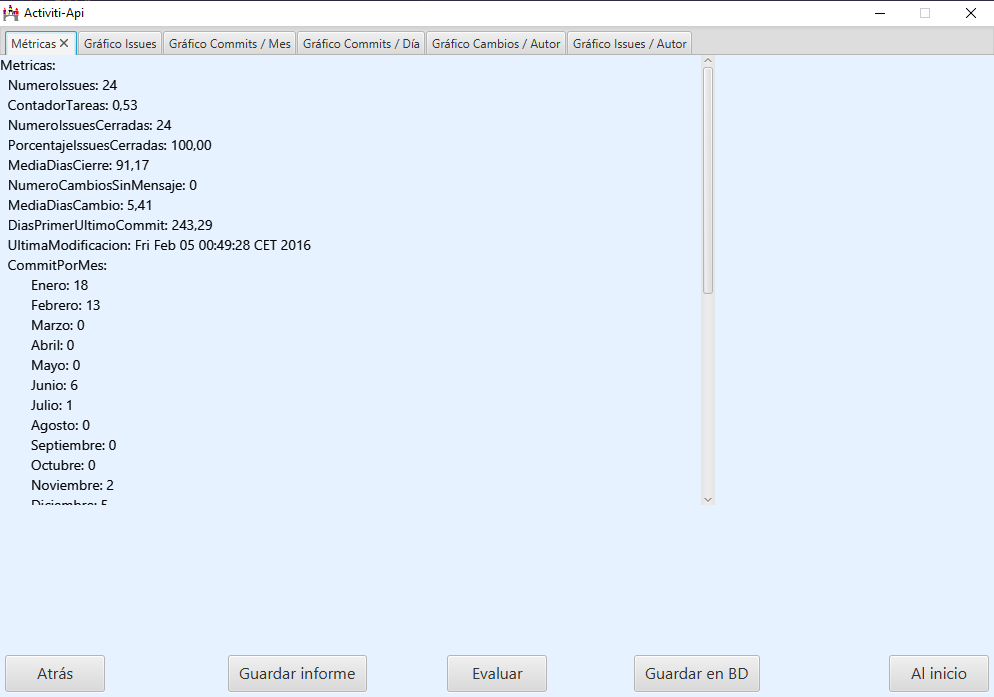 Activiti-Api
Métricas Gráfico Issues Gráfico Commits / Mes Gráfico Commits / Día Gráfico Cambios / Autor Gráfico Issues / Autor
Metricas:
NumeroIssues: 24
ContadorTareas: 0,53
NumeroIssuesCerradas: 24
PorcentajeIssuesCerradas: 100,00
MediaDiasCierre: 91,17
NumeroCambiosSinMensaje: 0
MediaDiasCambio: 5,41
DiasPrimerUltimoCommit: 243,29
UltimaModificacion: Fri Feb 05 00:49:28 CET 2016
CommitPorMes:
Enero: 18
Febrero: 13
Marzo: 0
Abril: 0
Mayo: 0
Junio: 6
Julio: 1
Agosto: 0
Septiembre: 0
Octubre: 0
Noviembre: 2
Diciembre: 5
Atrás Guardar informe Evaluar Guardar en BD Al inicio